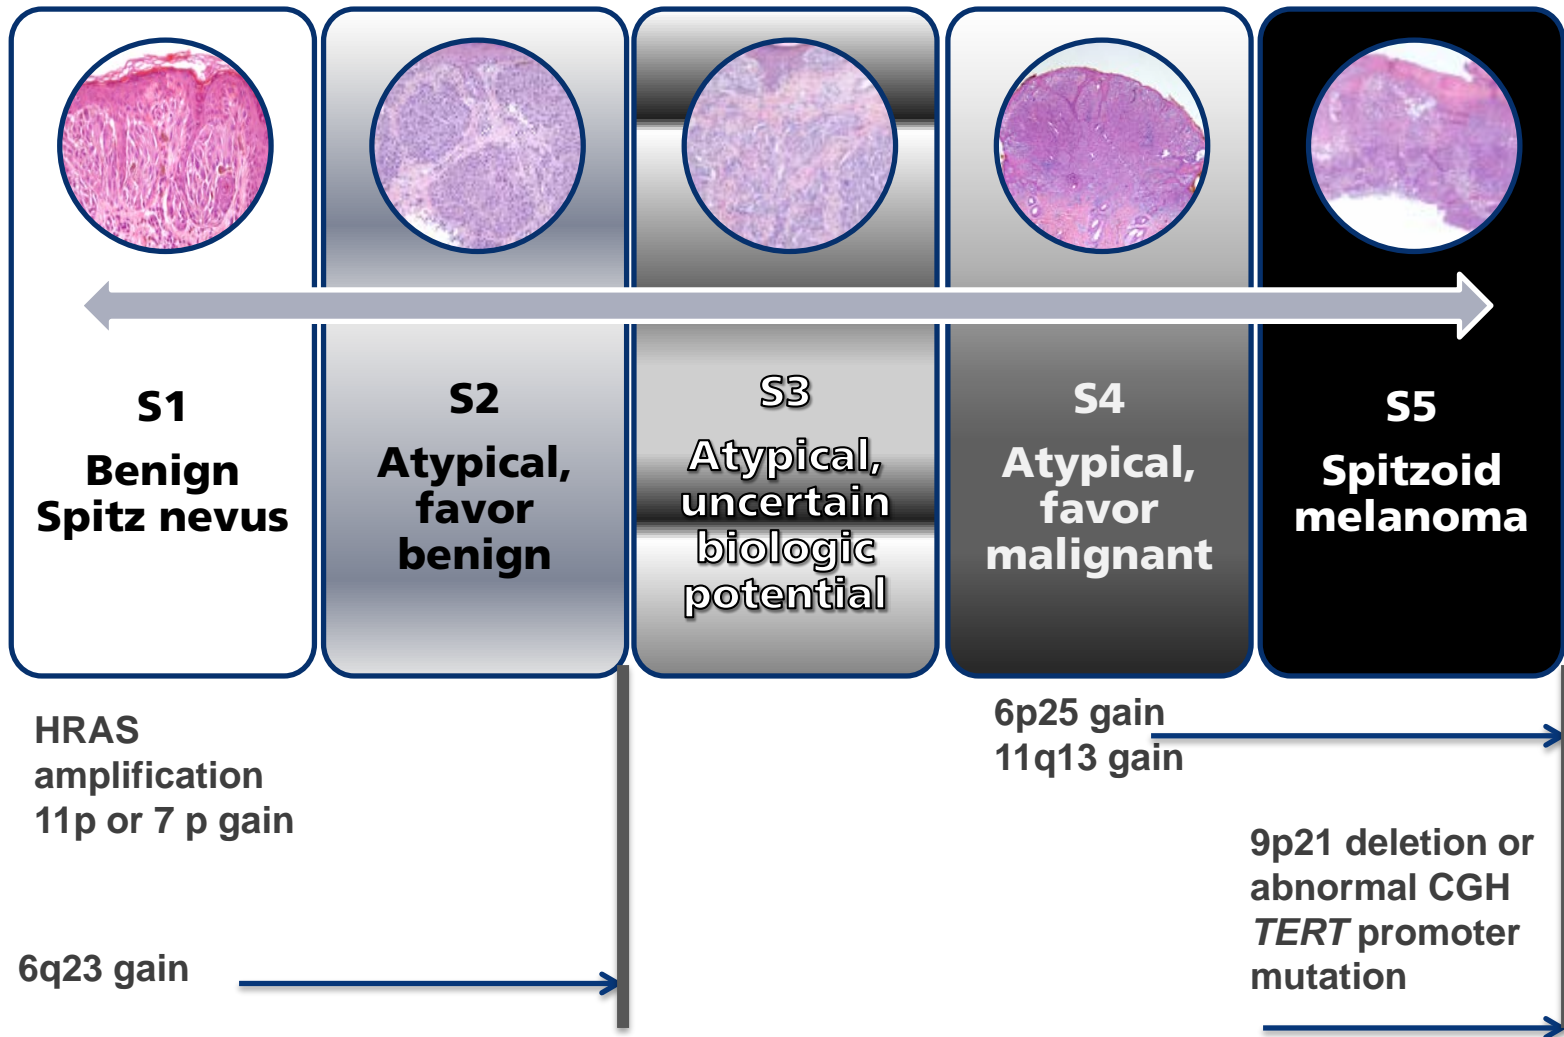 S1
Benign
Spitz nevus
S2
Atypical,
favor
benign
S3
Atypical,
uncertain
biologic
potential
S4
Atypical,
favor
malignant
S5
Spitzoid
melanoma
HRAS
amplification
11p or 7 p gain
6q23 gain
6p25 gain
11q13 gain
9p21 deletion or
abnormal CGH
TERT promoter
mutation